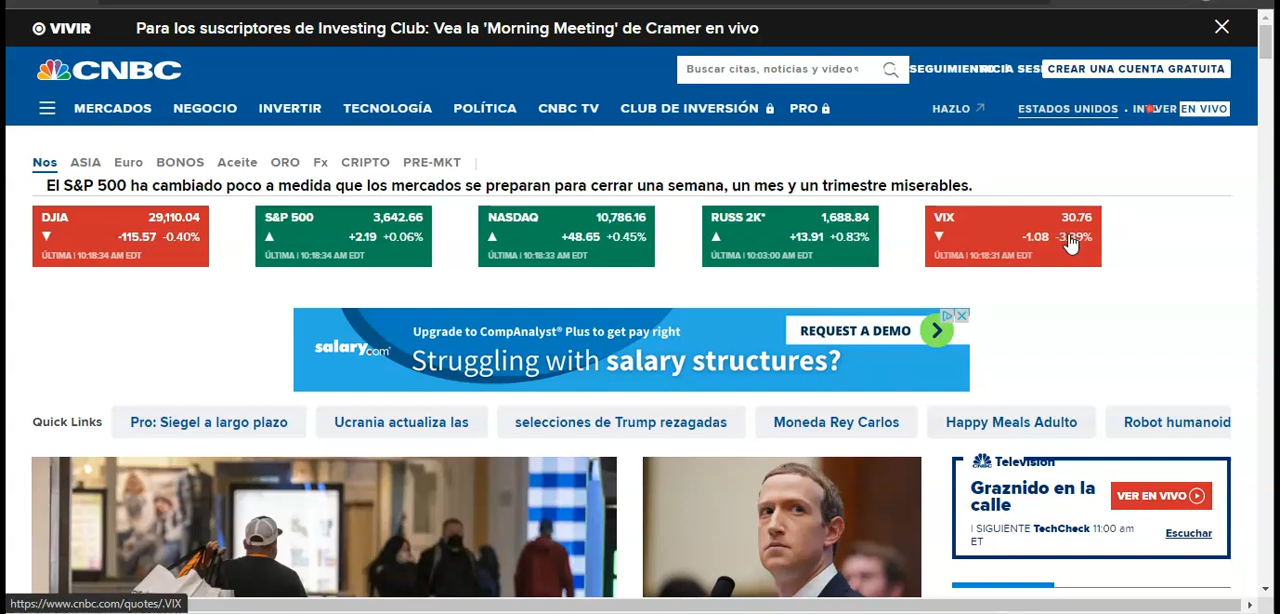 VIVIR Para los suscriptores de Investing Club: Vea la 'Morning Meeting' de Cramer en vivo
CNBC Buscar citas, noticias y videos CREAR UNA CUENTA GRATUITA
MERCADOS NEGOCIO INVERTIR TECNOLOGÍA POLÍTICA CNBC TV CLUB DE INVERSIÓN PRO HAZLO ESTADOS UNIDOS EN VIVO
Nos ASIA Euro BONOS Aceite ORO Fx CRIPTO PRE-MKT
El S&P 500 ha cambiado poco a medida que los mercados se preparan para cerrar una semana, un mes y un trimestre miserables.
DJIA 29,110.04 S&P 500 3,642.66 NASDAQ 10,786.16 RUSS 2K* 1,688.84 VIX 30.76
-115.57 -0.40% +2.19 +0.06% +48.65 +0.45% +13.91 +0.83% -1.08
ÚLTIMA | 10:18:34 AM EDT ÚLTIMA | 10:18:34 AM EDT ÚLTIMA | 10:18:33 AM EDT ÚLTIMA | 10:03:00 AM EDT ÚLTIMA | 10:18:31 AM EDT
Upgrade to CompAnalyst® Plus to get pay right REQUEST A DEMO
salary.com Struggling with salary structures?
Quick Links Pro: Siegel a largo plazo Ucrania actualiza las selecciones de Trump rezagadas Moneda Rey Carlos Happy Meals Adulto Robot humanoid
CNBC Televisión
Graznido en la
calle
VER EN VIVO
I SIGUIENTE TechCheck 11:00 am
ET
Escuchar
https://www.cnbc.com/quotes/.VIX